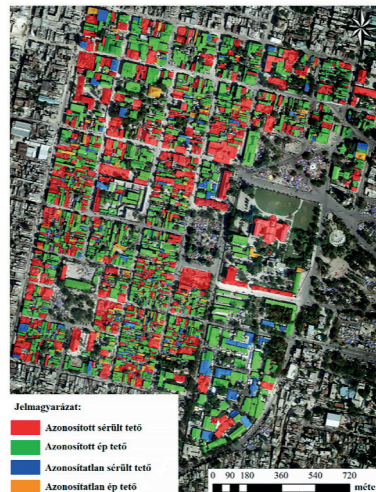 Jelmagyarázat:
Azonosított sérült tető
Azonosított ép tető
Azonosítatlan sérült tető
Azonosítatlan ép tető
0 90 180 360 540 720
méter